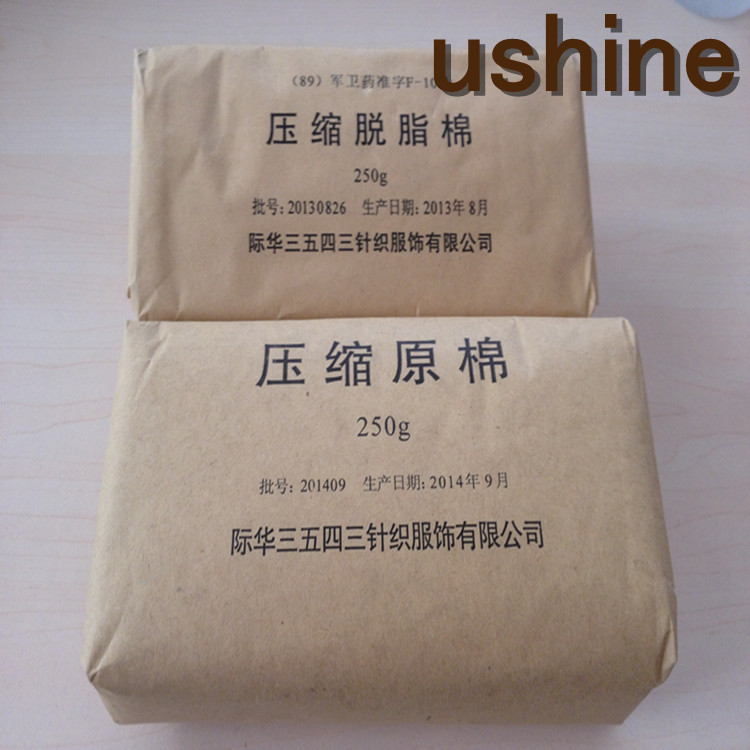 ushine
(89)军卫药准字F-10
压缩脱脂棉
250g
批号:20130826 生产日期:2013年8月
际华三五四三针织服饰有限公司
压缩原棉
250g
批号:201409 生产日期:2014年9月
际华三五四三针织服饰有限公司